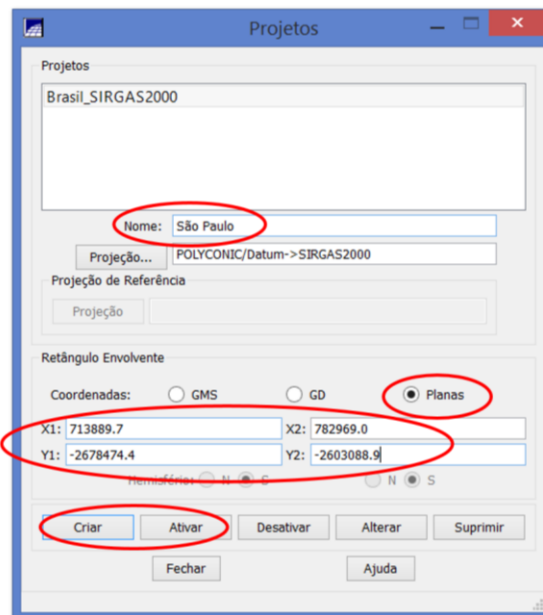 Projetos
Projetos
Brasil_SIRGAS2000
Nome: São Paulo
Projeção... POLYCONIC/Datum->SIRGAS2000
Projeção de Referência
Projeção
Retângulo Envolvente
Coordenadas: GMS GD Planas
X1: 713889.7 X2: 782969.0
Y1: -2678474.4 Y2: -2603088.9
Hemisfério: N S N S
Criar Ativar Desativar Alterar Suprimir
Fechar Ajuda